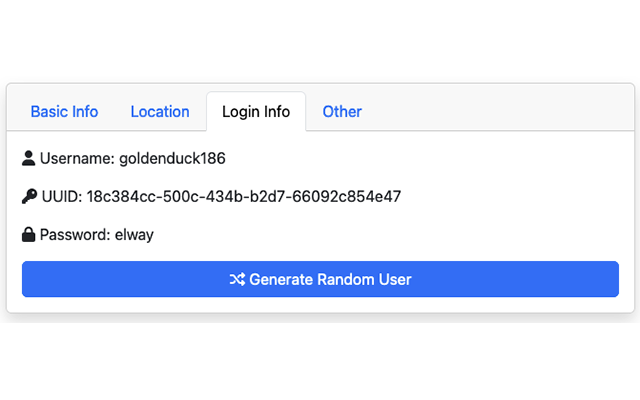 Basic Info Location Login Info Other
Username: goldenduck186
UUID: 18c384cc-500c-434b-b2d7-66092c854e47
Password: elway
Generate Random User